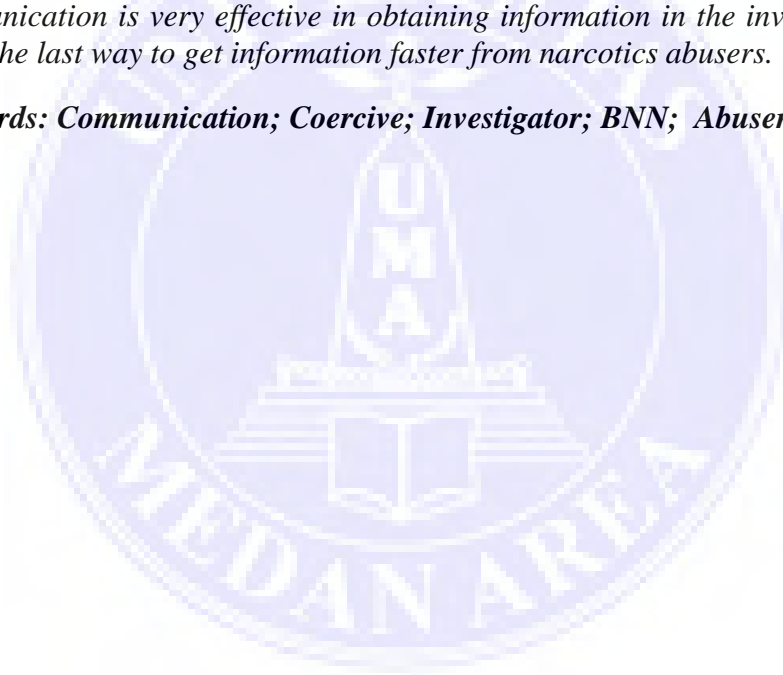 nication is very effective in obtaining information in the inv
he last way to get information faster from narcotics abusers.
rds: Communication; Coercive; Investigator; BNN; Abuser
UMA
MEDAN AREA